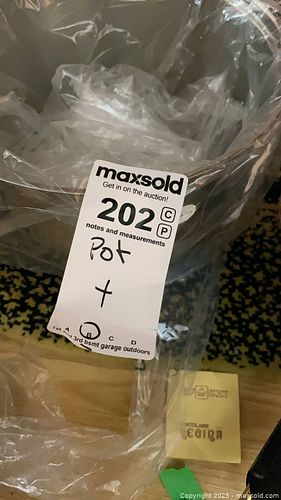 maxsold
Get in on the auction!
202 C
P
notes and measurements
Pot
+
A B C D
3rd bsmt garage outdoors
Copyright 2025 - maxsold.com